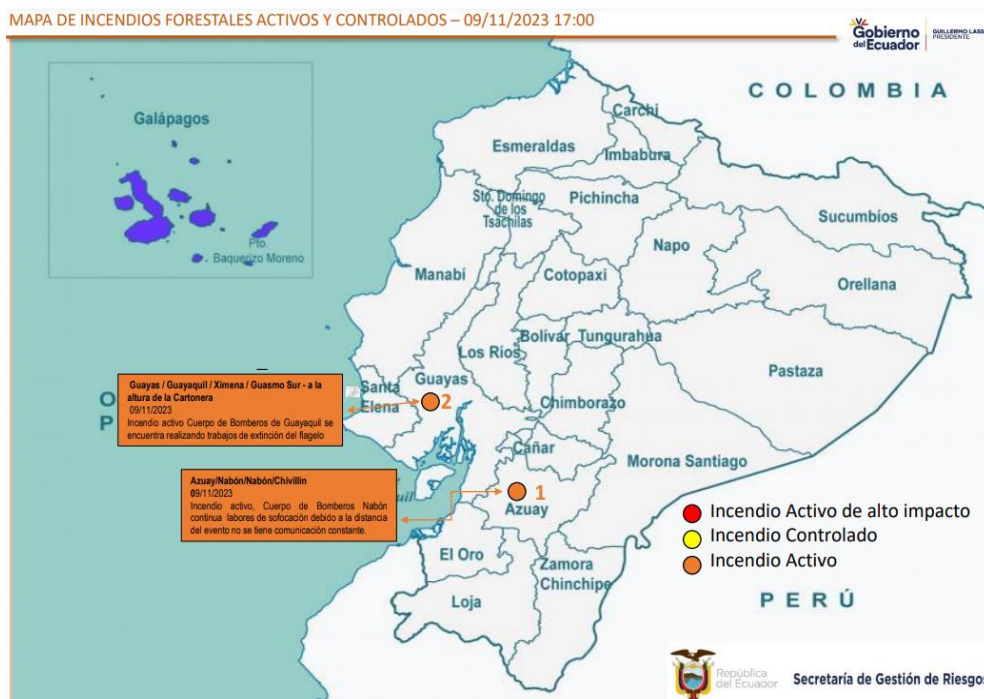 MAPA DE INCENDIOS FORESTALES ACTIVOS Y CONTROLADOS – 09/11/2023 17:00
Gobierno
del Ecuador
GUILLERMO LASS
PRESIDENTE
COLOMBIA
Galápagos
Pto.
Baquerizo Moreno
Carchi
Esmeraldas
Imbabura
Sto. Domingo
de los
Tsáchilas
Pichincha
Sucumbíos
Napo
Manabí
Cotopaxi
Orellana
Bolívar
Tungurahua
Los Ríos
Pastaza
Guayas / Guayaquil / Ximena / Guasmo Sur - a la
altura de la Cartonera
09/11/2023
Incendio activo Cuerpo de Bomberos de Guayaquil se
encuentra realizando trabajos de extinción del flagelo
O
P
Santa
Elena
Guayas
2
Chimborazo
Cañar
Morona Santiago
Azuay/Nabón/Nabón/Chivillin
09/11/2023
Incendio activo, Cuerpo de Bomberos Nabón
continua labores de sofocación debido a la distancia
del evento no se tiene comunicación constante.
uil
1
Azuay
El Oro
Zamora
Chinchipe
Loja
Incendio Activo de alto impacto
Incendio Controlado
Incendio Activo
PERÚ
República
del Ecuador
Secretaría de Gestión de Riesgos